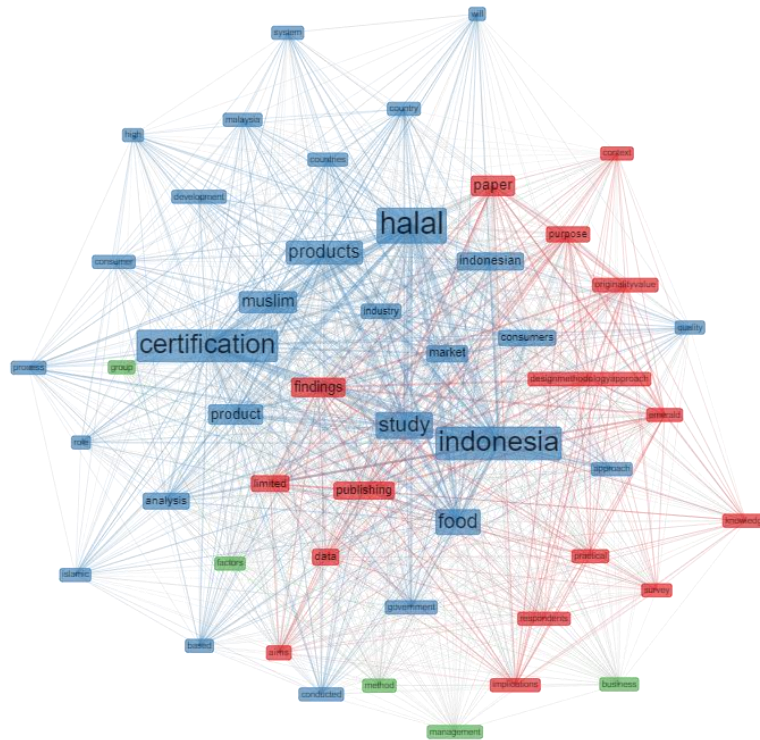 will
system
country
malaysia
high
context
countries
paper
development
halal
purpose
products
indonesian
consumer
originalityvalue
muslim
industry
quality
consumers
certification
market
process
group
designmethodologyapproach
findings
product
emerald
study
role
indonesia
approach
limited
publishing
analysis
food
knowledge
data
practical
factors
islamic
survey
government
respondents
based
aims
method
implications
business
conducted
management